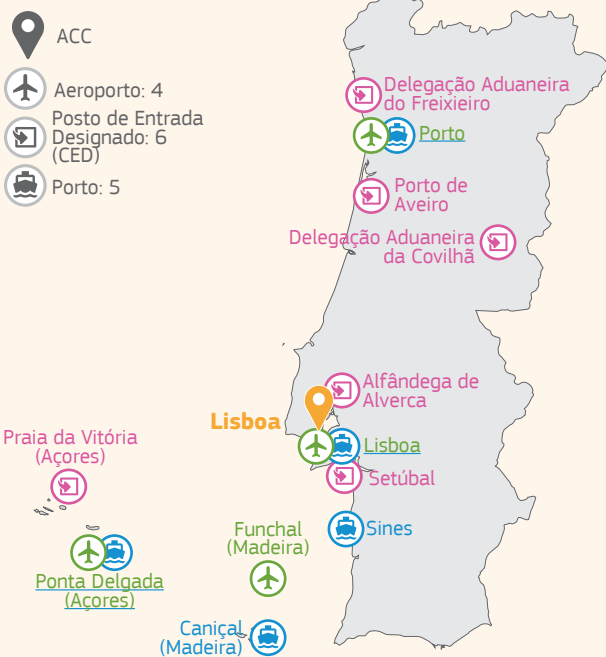 ACC
Aeroporto: 4
Posto de Entrada
Designado: 6
(CED)
Porto: 5
Delegação Aduaneira
do Freixieiro
Porto
Porto de
Aveiro
Delegação Aduaneira
da Covilhã
Alfândega de
Alverca
Lisboa
Lisboa
Setúbal
Praia da Vitória
(Açores)
Sines
Funchal
(Madeira)
Ponta Delgada
(Açores)
Caniçal
(Madeira)